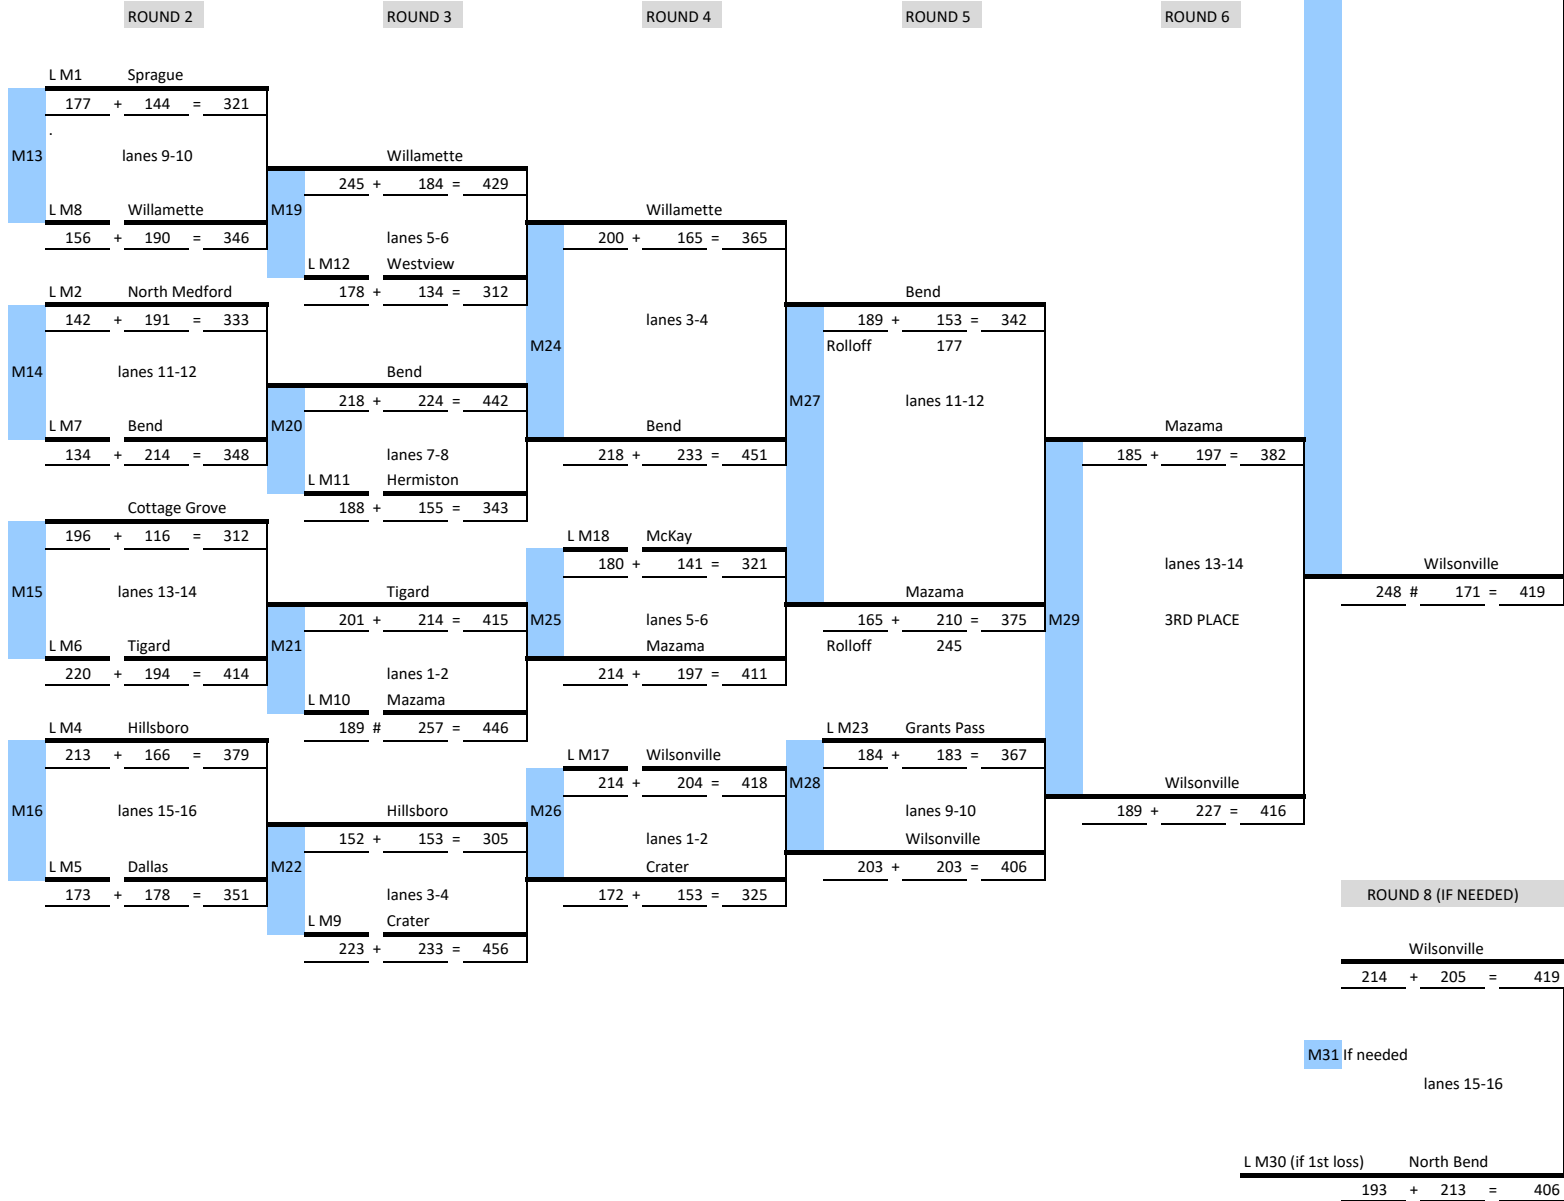 ROUND 2 ROUND 3 ROUND 4 ROUND 5 ROUND 6
L M1 Sprague
177 + 144 = 321
.
M13 lanes 9-10 Willamette
245 + 184 = 429
L M8 Willamette M19 Willamette
156 + 190 = 346 lanes 5-6 200 + 165 = 365
L M12 Westview
L M2 North Medford 178 + 134 = 312 Bend
142 + 191 = 333 lanes 3-4 189 + 153 = 342
M24 Rolloff 177
M14 lanes 11-12 Bend
218 + 224 = 442 M27 lanes 11-12
L M7 Bend M20 Bend Mazama
134 + 214 = 348 lanes 7-8 218 + 233 = 451 185 + 197 = 382
L M11 Hermiston
Cottage Grove 188 + 155 = 343
196 + 116 = 312 L M18 McKay
180 + 141 = 321 lanes 13-14 Wilsonville
M15 lanes 13-14 Tigard Mazama 248 # 171 = 419
201 + 214 = 415 M25 lanes 5-6 165 + 210 = 375 M29 3RD PLACE
L M6 Tigard M21 Mazama Rolloff 245
220 + 194 = 414 lanes 1-2 214 + 197 = 411
L M10 Mazama
L M4 Hillsboro 189 # 257 = 446 L M23 Grants Pass
213 + 166 = 379 L M17 Wilsonville 184 + 183 = 367
214 + 204 = 418 M28 Wilsonville
M16 lanes 15-16 Hillsboro M26 lanes 9-10 189 + 227 = 416
152 + 153 = 305 lanes 1-2 Wilsonville
L M5 Dallas M22 Crater 203 + 203 = 406
173 + 178 = 351 lanes 3-4 172 + 153 = 325 ROUND 8 (IF NEEDED)
L M9 Crater
223 + 233 = 456 Wilsonville
214 + 205 = 419
M31 If needed
lanes 15-16
L M30 (if 1st loss) North Bend
193 + 213 = 406